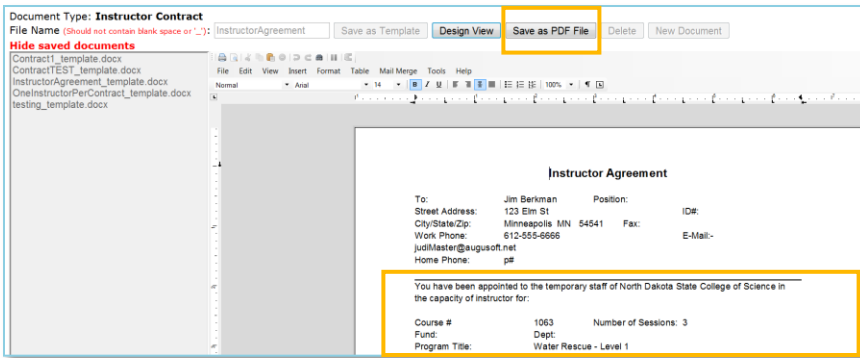 Document Type: Instructor Contract
File Name (Should not contain blank space or '_'): InstructorAgreement Save as Template Design View Save as PDF File Delete New Document
Hide saved documents
Contract1_template.docx
ContractTEST_template.docx
InstructorAgreement_template.docx
OneInstructorPerContract_template.docx
testing_template.docx
File Edit View Insert Format Table Mail Merge Tools Help
Normal Arial 14 B I U 100% ¶
Instructor Agreement
To: Jim Berkman Position:
Street Address: 123 Elm St ID#:
City/State/Zip: Minneapolis MN 54541 Fax:
Work Phone: 612-555-6666 E-Mail:-
judiMaster@augusoft.net
Home Phone: p#
You have been appointed to the temporary staff of North Dakota State College of Science in
the capacity of instructor for:
Course # 1063 Number of Sessions: 3
Fund: Dept:
Program Title: Water Rescue - Level 1